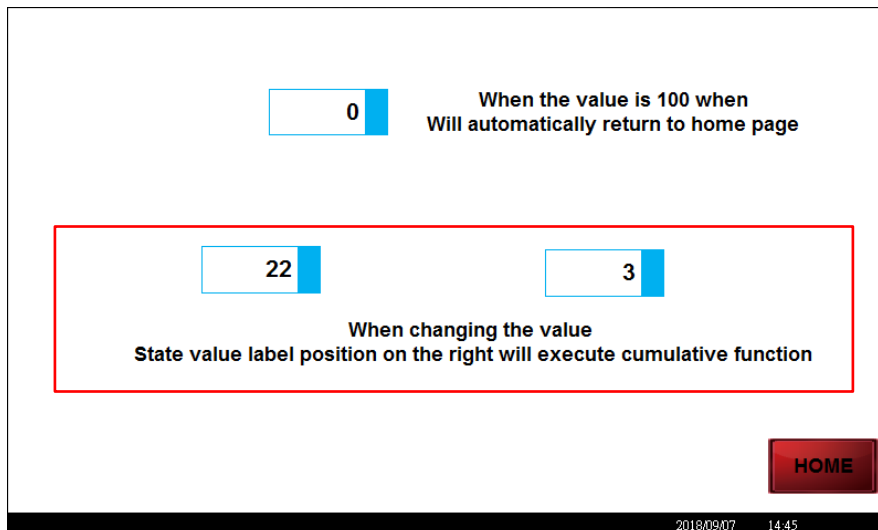 0
When the value is 100 when
Will automatically return to home page
22
3
When changing the value
State value label position on the right will execute cumulative function
HOME
2018/09/07 14:45